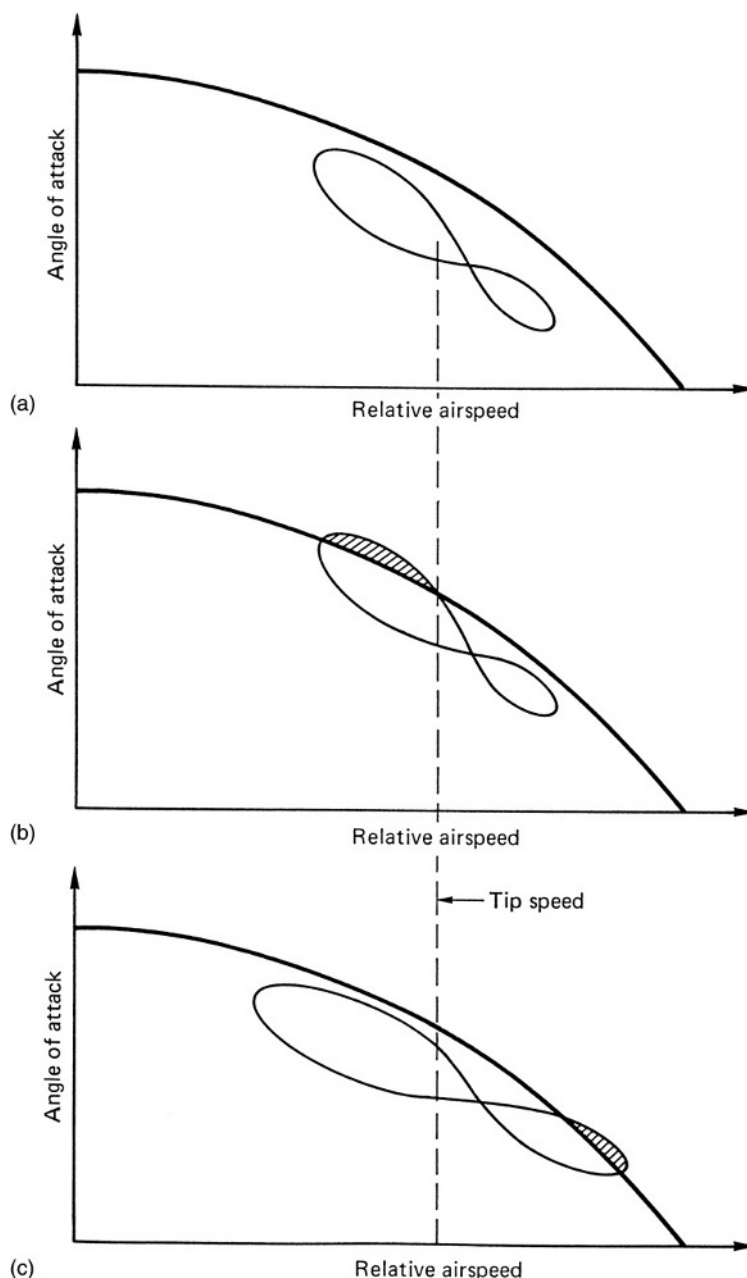 Angle of attack
(a)
Relative airspeed
Angle of attack
(b)
Relative airspeed
Tip speed
Angle of attack
(c)
Relative airspeed